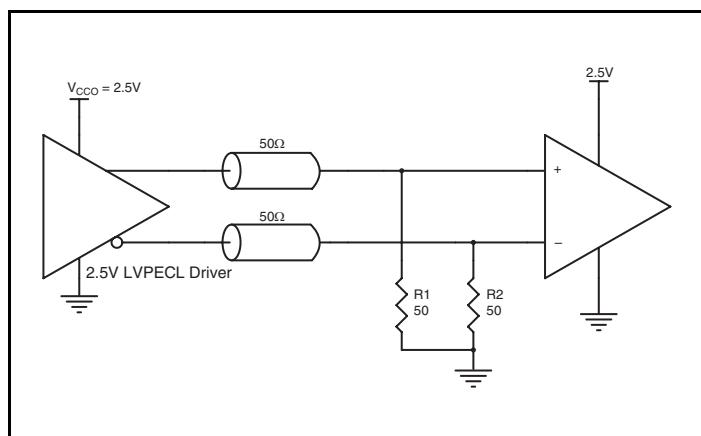 2.5V
V_CCO = 2.5V
50Ω
+
50Ω
−
2.5V LVPECL Driver
R1
50
R2
50